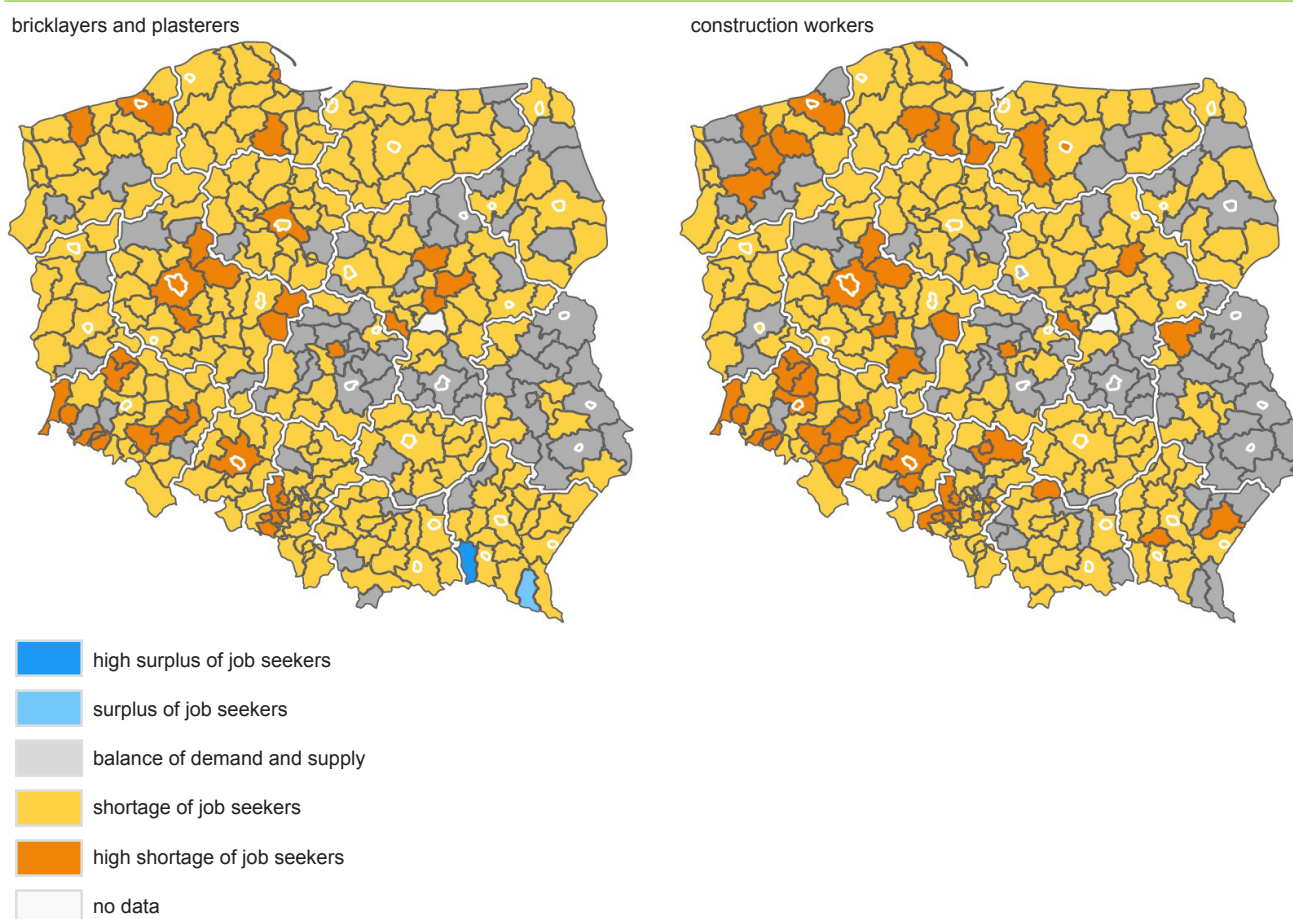 bricklayers and plasterers
construction workers
high surplus of job seekers
surplus of job seekers
balance of demand and supply
shortage of job seekers
high shortage of job seekers
no data